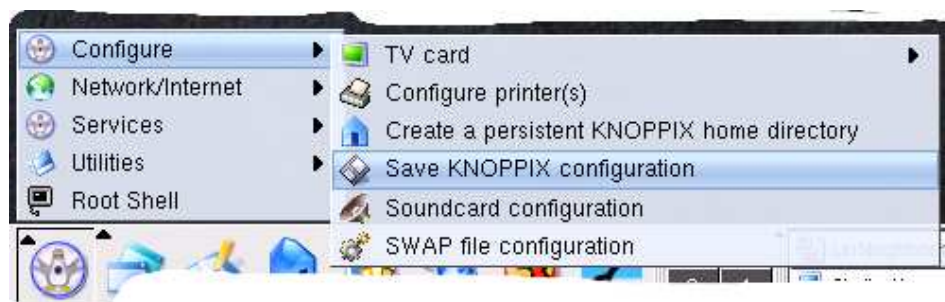 Configure
Network/Internet
Services
Utilities
Root Shell
TV card
Configure printer(s)
Create a persistent KNOPPIX home directory
Save KNOPPIX configuration
Soundcard configuration
SWAP file configuration